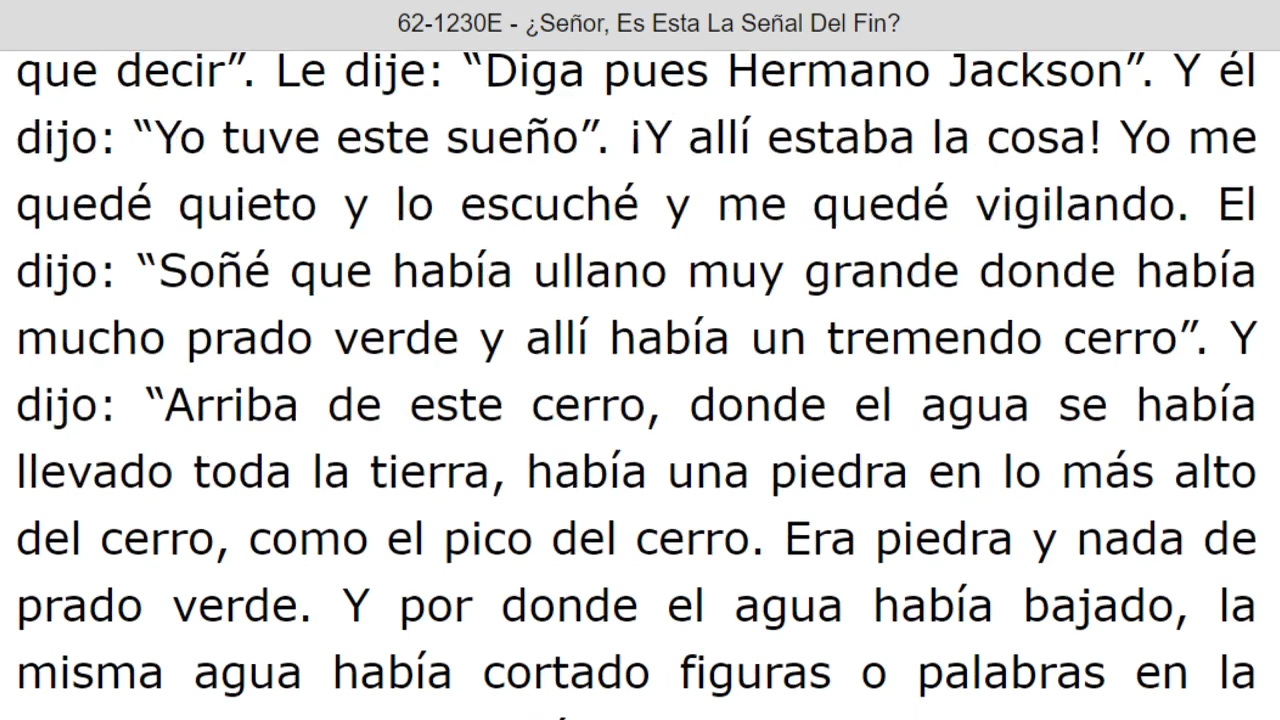 62-1230E - ¿Señor, Es Esta La Señal Del Fin?
que decir”. Le dije: “Diga pues Hermano Jackson”. Y él
dijo: “Yo tuve este sueño”. ¡Y allí estaba la cosa! Yo me
quedé quieto y lo escuché y me quedé vigilando. El
dijo: “Soñé que había ullano muy grande donde había
mucho prado verde y allí había un tremendo cerro”. Y
dijo: “Arriba de este cerro, donde el agua se había
llevado toda la tierra, había una piedra en lo más alto
del cerro, como el pico del cerro. Era piedra y nada de
prado verde. Y por donde el agua había bajado, la
misma agua había cortado figuras o palabras en la